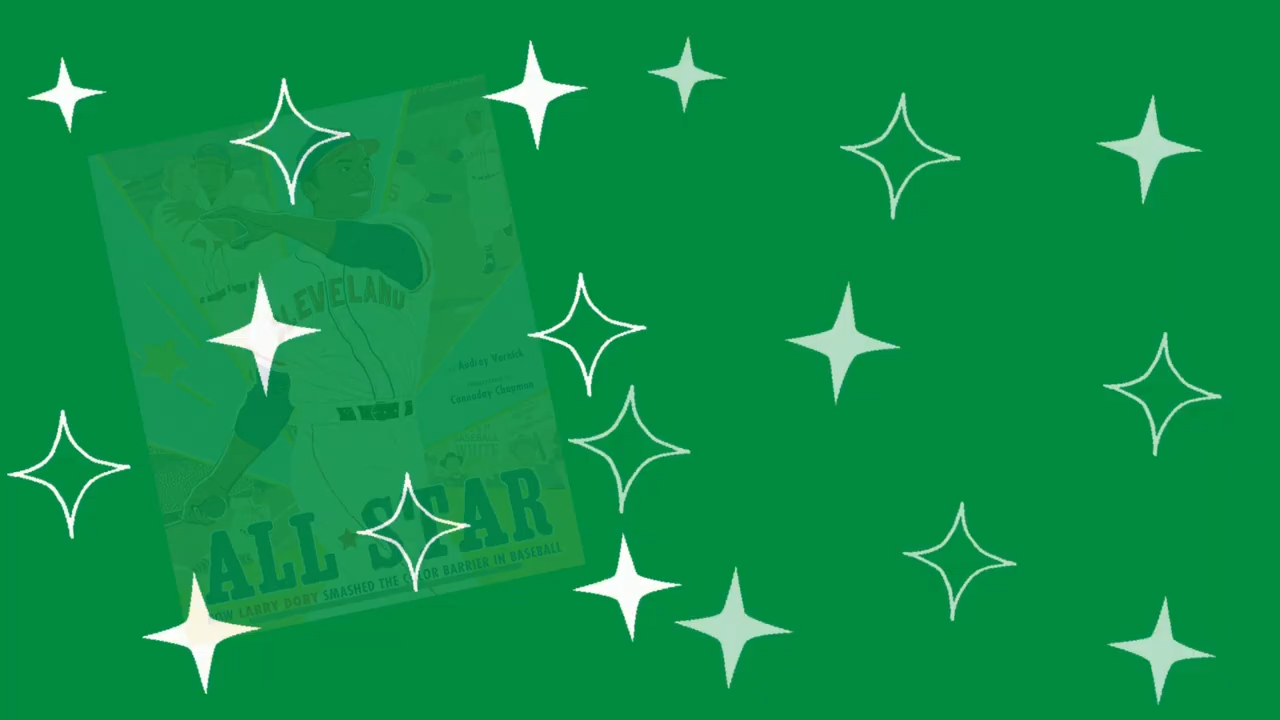 CLEVELAND
Audrey Vernick
Cannaday Chapman
ALL STAR
HOW LARRY DOBY SMASHED THE COLOR BARRIER IN BASEBALL